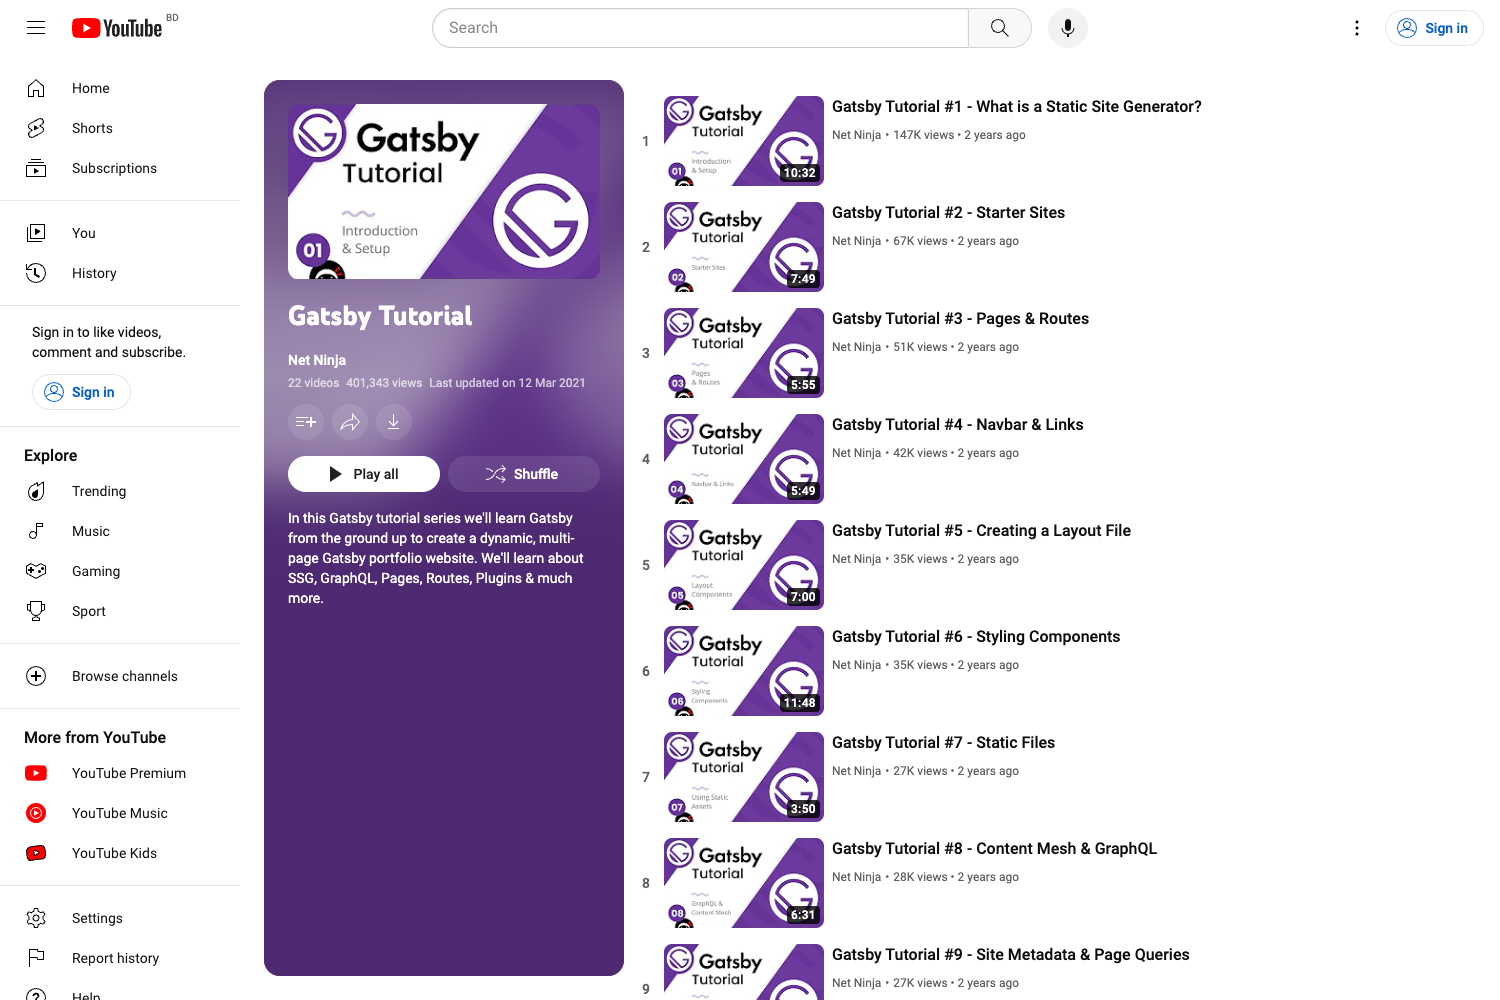 YouTube BD
Search
Sign in
Home
Shorts
Subscriptions
You
History
Sign in to like videos,
comment and subscribe.
Sign in
Explore
Trending
Music
Gaming
Sport
Browse channels
More from YouTube
YouTube Premium
YouTube Music
YouTube Kids
Settings
Report history
Help
Gatsby
Tutorial
Introduction
& Setup
01
Gatsby Tutorial
Net Ninja
22 videos 401,343 views Last updated on 12 Mar 2021
Play all
Shuffle
In this Gatsby tutorial series we'll learn Gatsby
from the ground up to create a dynamic, multi-
page Gatsby portfolio website. We'll learn about
SSG, GraphQL, Pages, Routes, Plugins & much
more.
1
Gatsby
Tutorial
Introduction
& Setup
01
10:32
Gatsby Tutorial #1 - What is a Static Site Generator?
Net Ninja • 147K views • 2 years ago
2
Gatsby
Tutorial
Starter Sites
02
7:49
Gatsby Tutorial #2 - Starter Sites
Net Ninja • 67K views • 2 years ago
3
Gatsby
Tutorial
Pages
& Routes
03
5:55
Gatsby Tutorial #3 - Pages & Routes
Net Ninja • 51K views • 2 years ago
4
Gatsby
Tutorial
Navbar & Links
04
5:49
Gatsby Tutorial #4 - Navbar & Links
Net Ninja • 42K views • 2 years ago
5
Gatsby
Tutorial
Layout
Components
05
7:00
Gatsby Tutorial #5 - Creating a Layout File
Net Ninja • 35K views • 2 years ago
6
Gatsby
Tutorial
Styling
Components
06
11:48
Gatsby Tutorial #6 - Styling Components
Net Ninja • 35K views • 2 years ago
7
Gatsby
Tutorial
Using Static
Assets
07
3:50
Gatsby Tutorial #7 - Static Files
Net Ninja • 27K views • 2 years ago
8
Gatsby
Tutorial
GraphQL &
Content Mesh
08
6:31
Gatsby Tutorial #8 - Content Mesh & GraphQL
Net Ninja • 28K views • 2 years ago
9
Gatsby
Tutorial
Gatsby Tutorial #9 - Site Metadata & Page Queries
Net Ninja • 27K views • 2 years ago